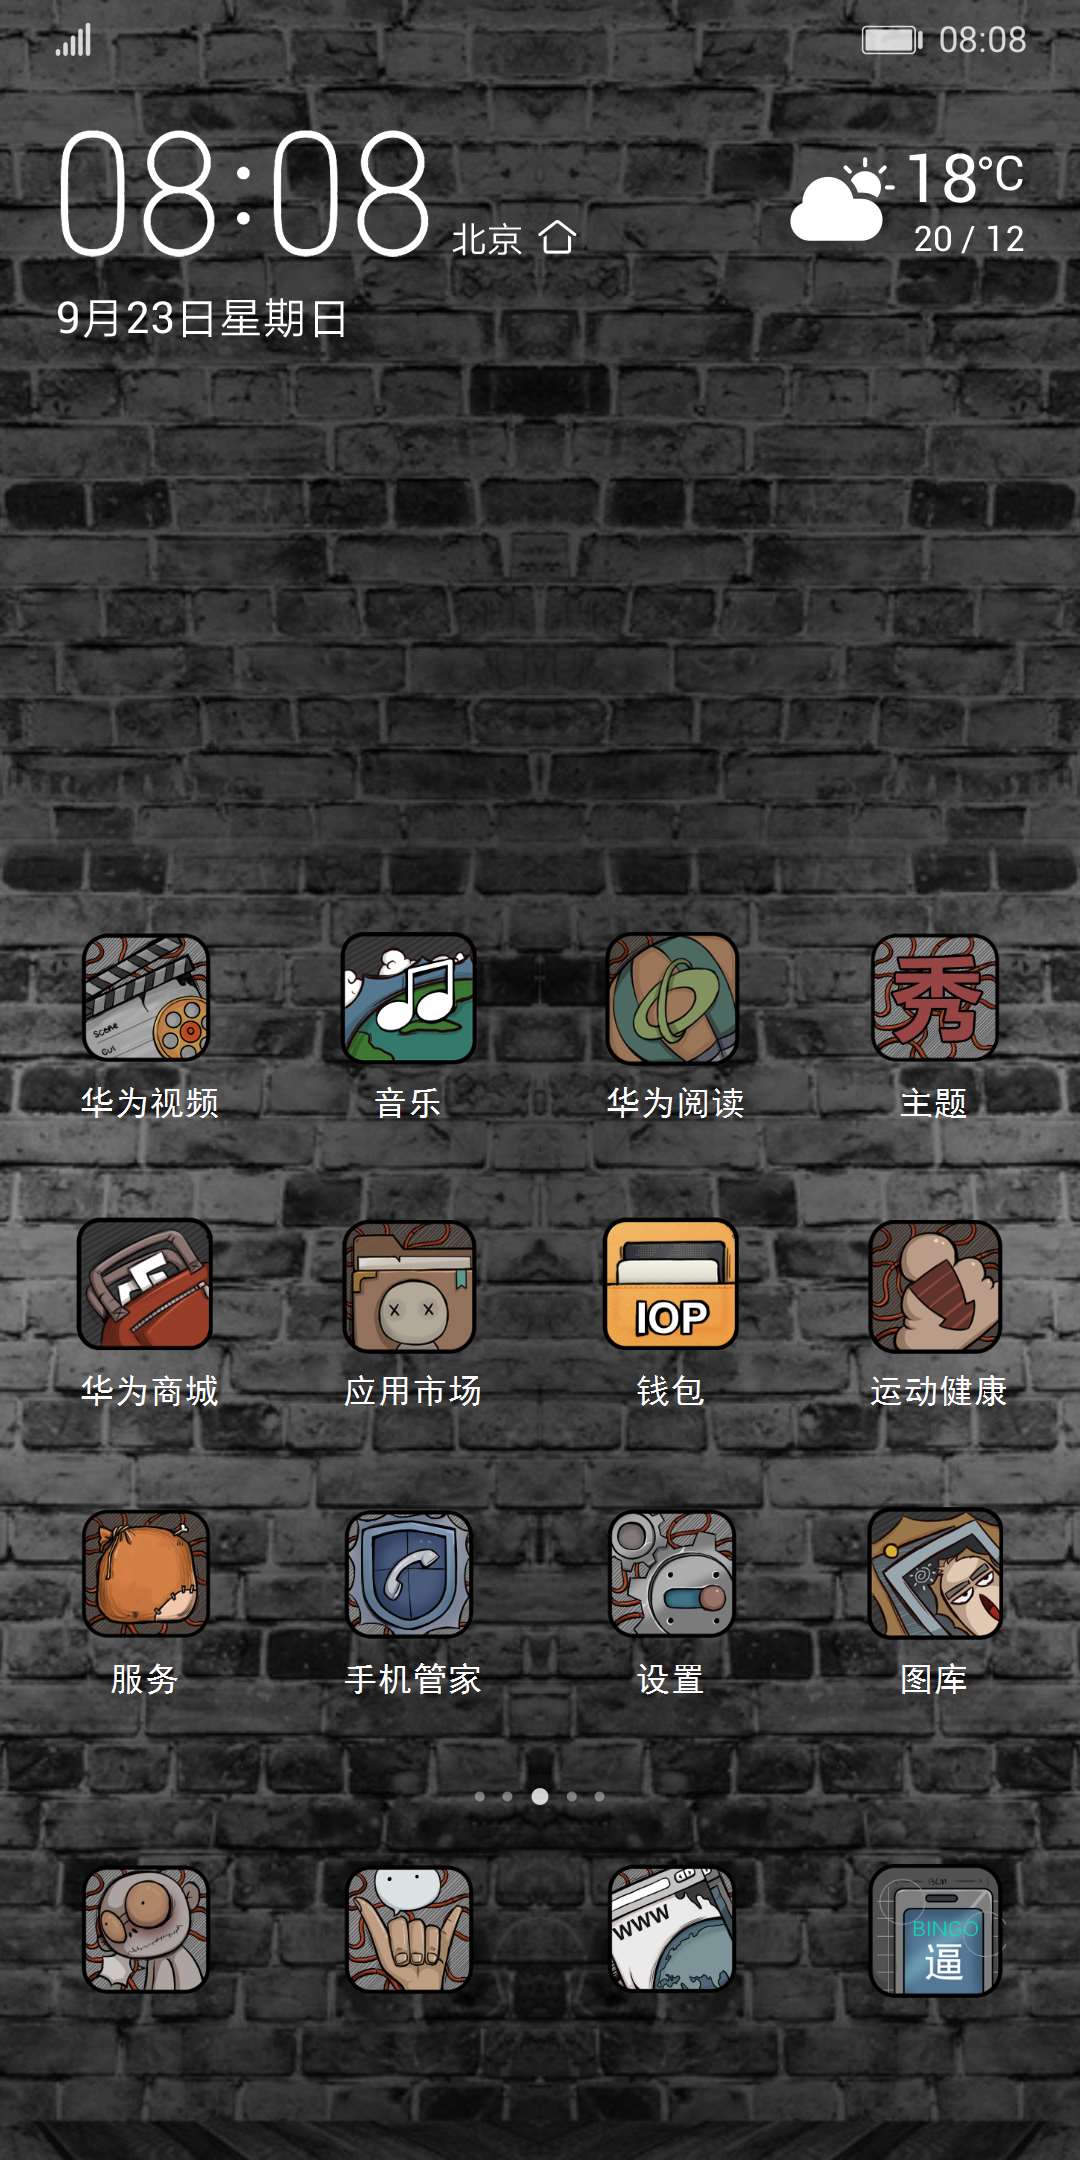 08:08
08:08 北京
18°C
20 / 12
9月23日星期日
scene
GUI
秀
华为视频 音乐 华为阅读 主题
IOP
华为商城 应用市场 钱包 运动健康
服务 手机管家 设置 图库
WWW
BINGO
逼